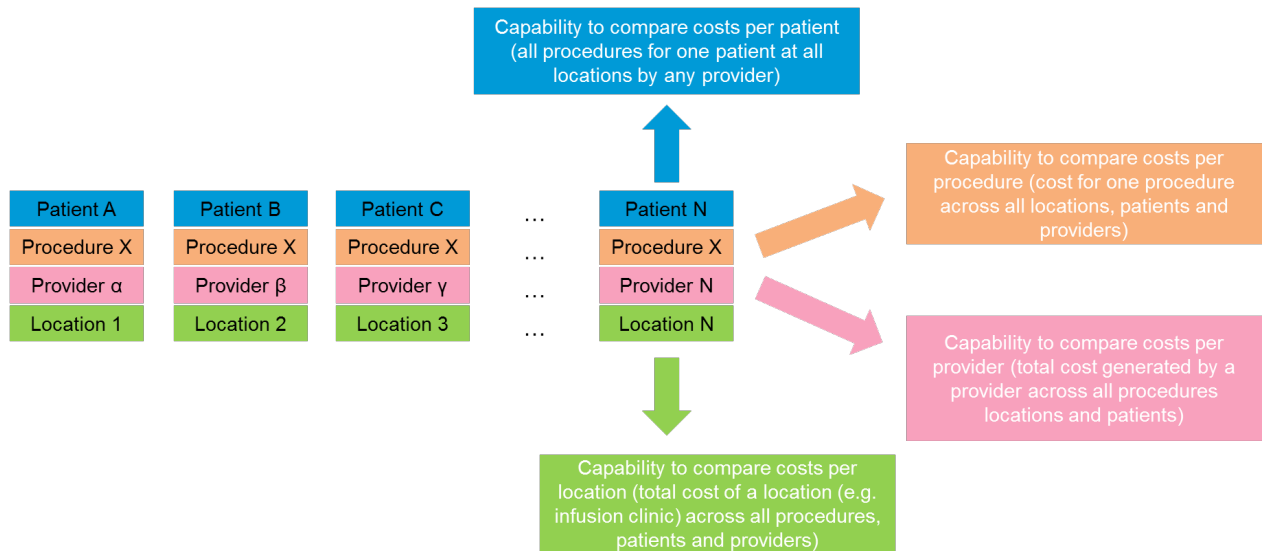 Capability to compare costs per patient
(all procedures for one patient at all
locations by any provider)
Capability to compare costs per
procedure (cost for one procedure
across all locations, patients and
providers)
Patient A
Patient B
Patient C
...
Patient N
Procedure X
Procedure X
Procedure X
...
Procedure X
Provider α
Provider β
Provider γ
...
Provider N
Location 1
Location 2
Location 3
...
Location N
Capability to compare costs per
provider (total cost generated by a
provider across all procedures
locations and patients)
Capability to compare costs per
location (total cost of a location (e.g.
infusion clinic) across all procedures,
patients and providers)